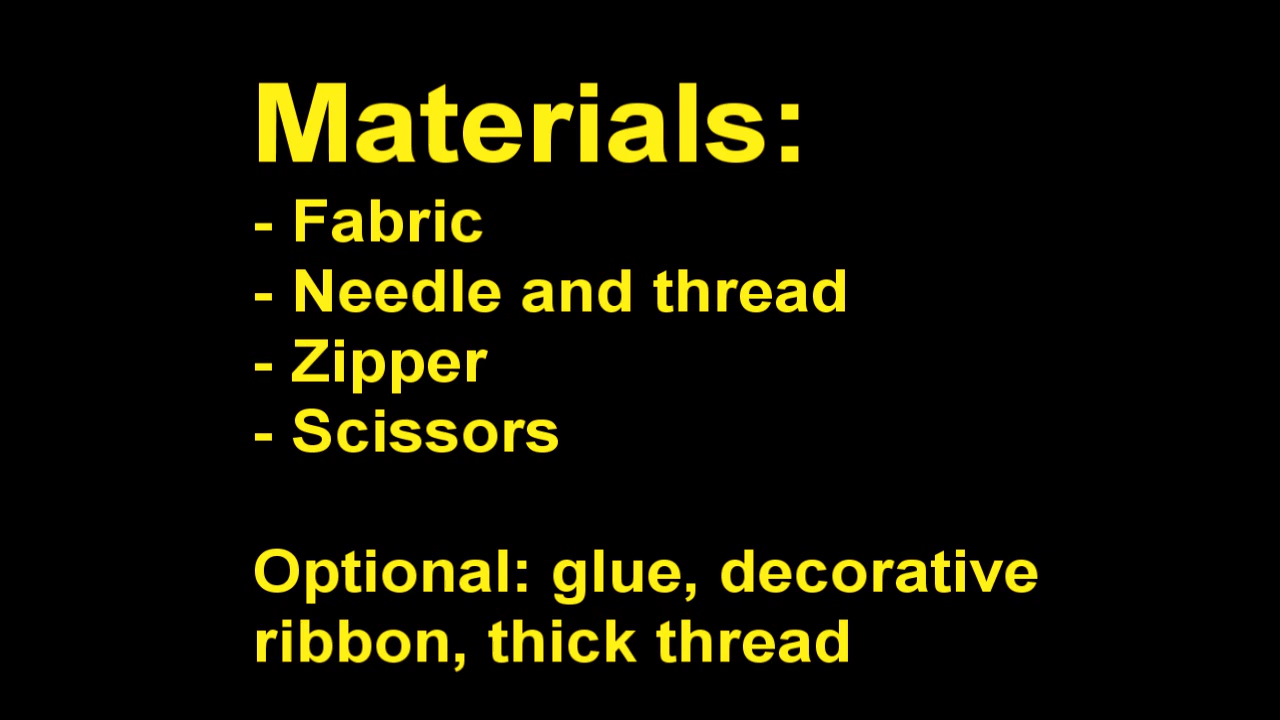 Materials:
- Fabric
- Needle and thread
- Zipper
- Scissors
Optional: glue, decorative
ribbon, thick thread